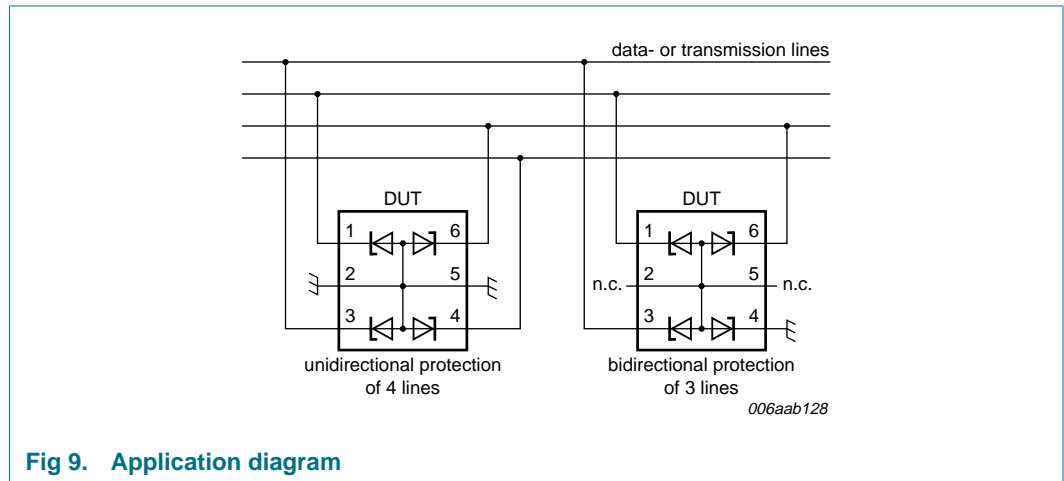 data- or transmission lines
DUT DUT
1 6 1 6
2 5 n.c. 2 5 n.c.
3 4 3 4
unidirectional protection
of 4 lines
bidirectional protection
of 3 lines
006aab128
Fig 9. Application diagram